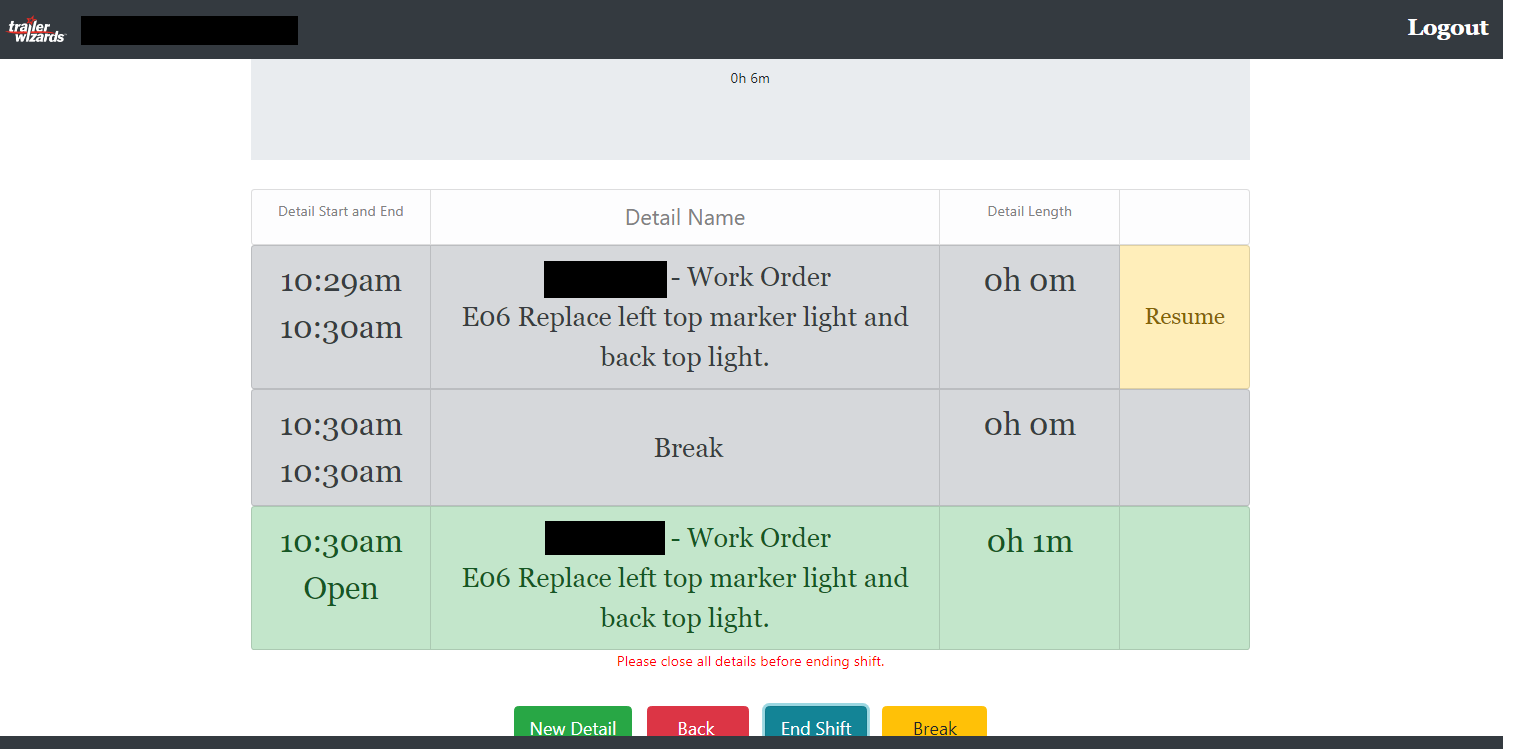 trailer
wizards
Logout
0h 6m
Detail Start and End
Detail Name
Detail Length
10:29am
10:30am
- Work Order
E06 Replace left top marker light and
back top light.
0h 0m
Resume
10:30am
10:30am
Break
0h 0m
10:30am
Open
- Work Order
E06 Replace left top marker light and
back top light.
0h 1m
Please close all details before ending shift.
New Detail
Back
End Shift
Break